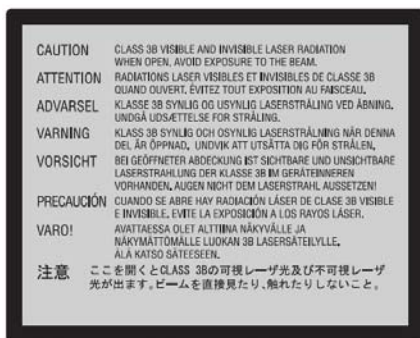 CAUTION CLASS 3B VISIBLE AND INVISIBLE LASER RADIATION
WHEN OPEN, AVOID EXPOSURE TO THE BEAM.
ATTENTION RADIATIONS LASER VISIBLES ET INVISIBLES DE CLASSE 3B
QUAND OUVERT. ÉVITEZ TOUT EXPOSITION AU FAISCEAU.
ADVARSEL KLASSE 3B SYNLIG OG USYNLIG LASERSTRÅLING VED ÅBNING.
UNDGÅ UDSÆTTELSE FOR STRÅLING.
VARNING KLASS 3B SYNLIG OCH OSYNLIG LASERSTRÅLNING NÄR DENNA
DEL ÄR ÖPPNAD. UNDVIK ATT UTSÄTTA DIG FÖR STRÅLEN.
VORSICHT BEI GEÖFFNETER ABDECKUNG IST SICHTBARE UND UNSICHTBARE
LASERSTRAHLUNG DER KLASSE 3B IM GERÄTEINNEREN
VORHANDEN. AUGEN NICHT DEM LASERSTRAHL AUSSETZEN!
PRECAUCIÓN CUANDO SE ABRE HAY RADIACIÓN LÁSER DE CLASE 3B VISIBLE
E INVISIBLE. EVITE LA EXPOSICIÓN A LOS RAYOS LÁSER.
VARO! AVATTAESSA OLET ALTTIINA NÄKYVÄLLE JA
NÄKYMÄTTÖMÄLLE LUOKAN 3B LASERSÄTEILYLLE.
ÄLÄ KATSO SÄTEESEEN.
注意 ここを開くとCLASS 3Bの可視レーザ光及び不可視レーザ
光が出ます。ビームを直接見たり、触れたりしないこと。